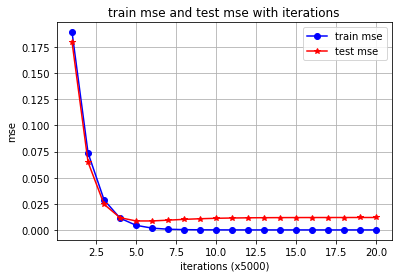 train mse and test mse with iterations
train mse
test mse
mse
0.175
0.150
0.125
0.100
0.075
0.050
0.025
0.000
2.5 5.0 7.5 10.0 12.5 15.0 17.5 20.0
iterations (x5000)